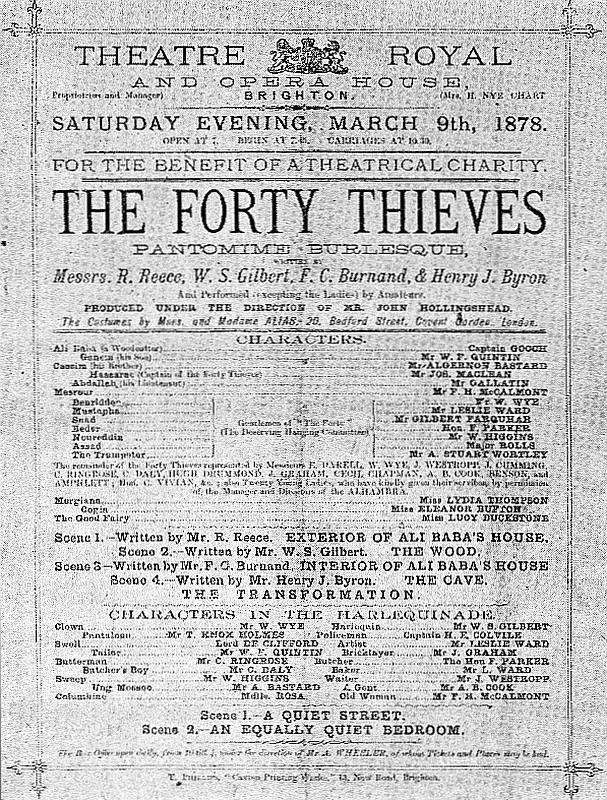 THEATRE ROYAL
AND OPERA HOUSE,
Proprietress and Manager) BRIGHTON. (Mrs. H. NYE CHART
SATURDAY EVENING, MARCH 9th, 1878.
OPEN AT 7. BEGIN AT 7.45. CARRIAGES AT 10.30.
FOR THE BENEFIT OF A THEATRICAL CHARITY.
THE FORTY THIEVES
PANTOMIME BURLESQUE,
WRITTEN BY
Messrs. R. Reece, W. S. Gilbert, F. C. Burnand, & Henry J. Byron
And Performed (excepting the Ladies) by Amateurs.
PRODUCED UNDER THE DIRECTION OF MR. JOHN HOLLINGSHEAD.
The Costumes by Mons. and Madame ALIAS, 20, Bedford Street, Covent Garden, London.
CHARACTERS.
Ali Baba (a Woodcutter) Captain GOOCH
Ganem (his Son) Mr W. F. QUINTIN
Cassim (his Brother) Mr ALGERNON BASTARD
Hassarac (Captain of the Forty Thieves) Mr JOS. MACLEAN
Abdallah (his Lieutenant) Mr GALLATIN
Mesrour Mr F. H. McCALMONT
Benreddin Mr W. WYE
Mustapha Mr LESLIE WARD
Saad Mr GILBERT FARQUHAR
Beder Gentlemen of "The Forty" Hon F. PARKER
Noureddin (The Deserving Hanging Committee) Mr W. HIGGINS
Assad Major ROLLS
The Trumpeter Mr A. STUART WORTLEY
The remainder of the Forty Thieves represented by Messieurs E. DARELL, W. WYE, J. WESTROPP, J. CUMMING,
C. RINGROSE, C. DALY, HUGH DRUMMOND, J. GRAHAM, CECIL CHAPMAN, A. B. COOK, BENSON, and
AMPHLETT; Hon. C. VIVIAN, &c.; also Twenty Young Ladies, who have kindly given their services, by permission
of the Manager and Directors of the ALHAMBRA.
Morgiana Miss LYDIA THOMPSON
Cogia Miss ELEANOR BUFTON
The Good Fairy Miss LUCY DUCKSTONE
Scene 1.—Written by Mr. R. Reece. EXTERIOR OF ALI BABA'S HOUSE.
Scene 2.—Written by Mr. W. S. Gilbert. THE WOOD.
Scene 3—Written by Mr. F. C. Burnand. INTERIOR OF ALI BABA'S HOUSE
Scene 4.—Written by Mr. Henry J. Byron. THE CAVE.
THE TRANSFORMATION.
CHARACTERS IN THE HARLEQUINADE.
Clown Mr. W. WYE Harlequin Mr W. S. GILBERT
Pantaloon Mr T. KNOX HOLMES Policeman Captain H. E. COLVILE
Swell Lord DE CLIFFORD Artist Mr LESLIE WARD
Tailor Mr W. F. QUINTIN Bricklayer Mr J. GRAHAM
Butterman Mr C. RINGROSE Butcher The Hon F. PARKER
Butcher's Boy Mr C. DALY Baker Mr L. WARD
Sweep Mr W. HIGGINS Waiter Mr J. WESTROPP
Ung Mossoo Mr A. BASTARD A Gent Mr A. B. COOK
Columbine Mdlle. ROSA Old Woman Mr F. H. McCALMONT
Scene 1.—A QUIET STREET.
Scene 2.—AN EQUALLY QUIET BEDROOM.
The Box Office open daily, from 10 till 4, under the direction of Mr A. WHEELER, of whom Tickets and Places may be had.
"Caxton Printing Works," 13, New Road, Brighton.